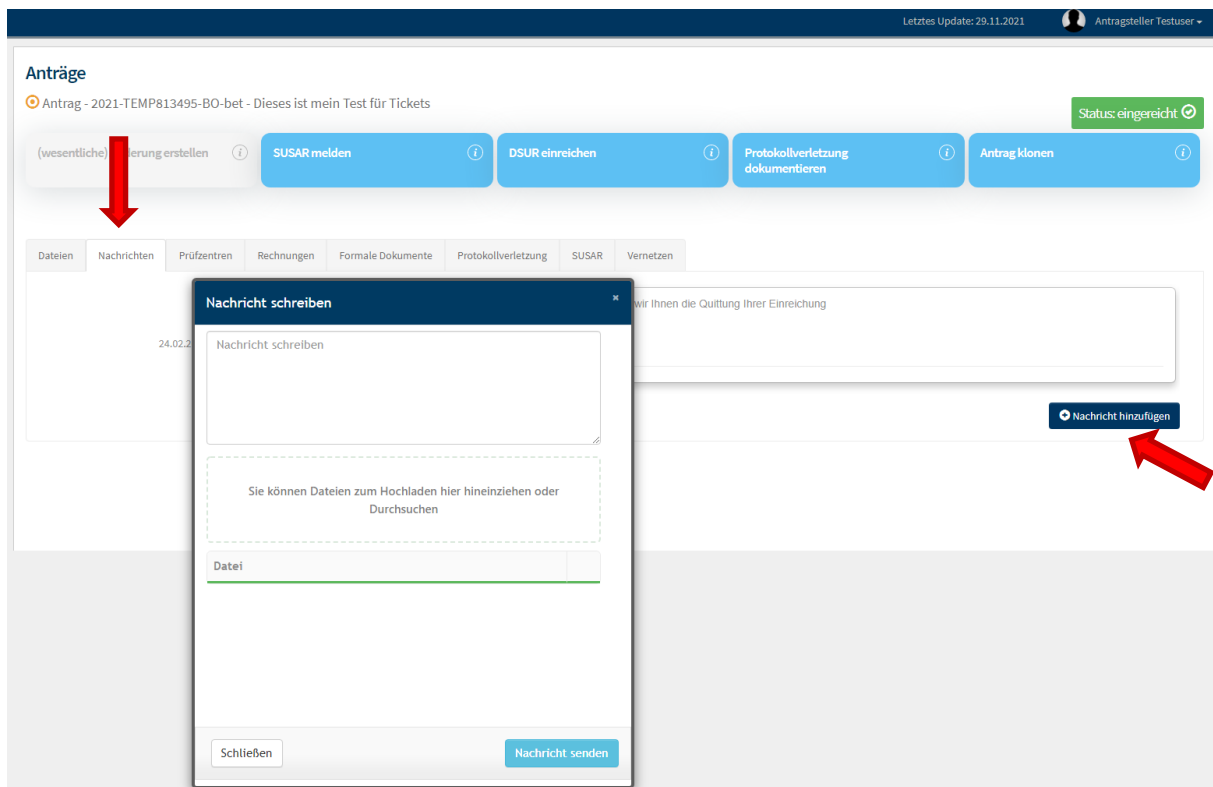 Letztes Update: 29.11.2021
Antragsteller Testuser
Anträge
Antrag - 2021-TEMP813495-BO-bet - Dieses ist mein Test für Tickets
Status: eingereicht
(wesentliche) erstellen
SUSAR melden
DSUR einreichen
Protokollverletzung
dokumentieren
Antrag klonen
Dateien Nachrichten Prüfzentren Rechnungen Formale Dokumente Protokollverletzung SUSAR Vernetzen
Nachricht schreiben
×
wir Ihnen die Quittung Ihrer Einreichung
24.02.2
Nachricht schreiben
Nachricht hinzufügen
Sie können Dateien zum Hochladen hier hineinziehen oder
Durchsuchen
Datei
Schließen
Nachricht senden